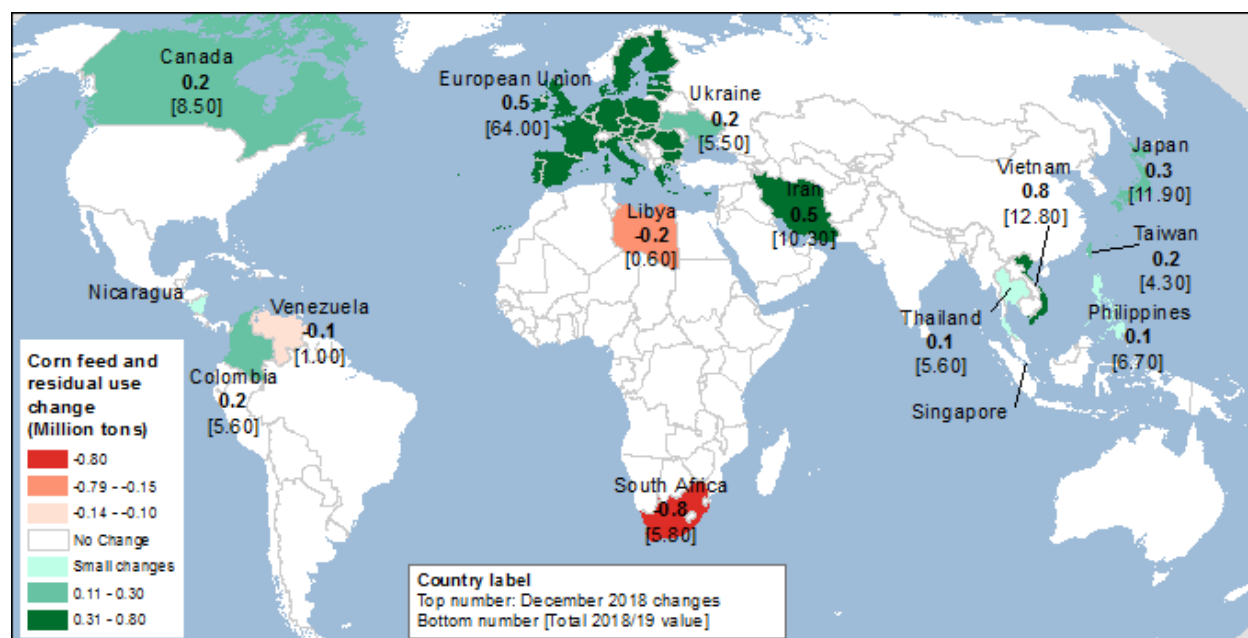 Canada
0.2
[8.50]
European Union
0.5
[64.00]
Ukraine
0.2
[5.50]
Japan
0.3
[11.90]
Vietnam
0.8
[12.80]
Iran
0.5
[10.30]
Libya
-0.2
[0.60]
Taiwan
0.2
[4.30]
Nicaragua
Venezuela
-0.1
[1.00]
Thailand
0.1
[5.60]
Philippines
0.1
[6.70]
Colombia
0.2
[5.60]
Singapore
South Africa
-0.8
[5.80]
Corn feed and
residual use
change
(Million tons)
-0.80
-0.79 - -0.15
-0.14 - -0.10
No Change
Small changes
0.11 - 0.30
0.31 - 0.80
Country label
Top number: December 2018 changes
Bottom number [Total 2018/19 value]